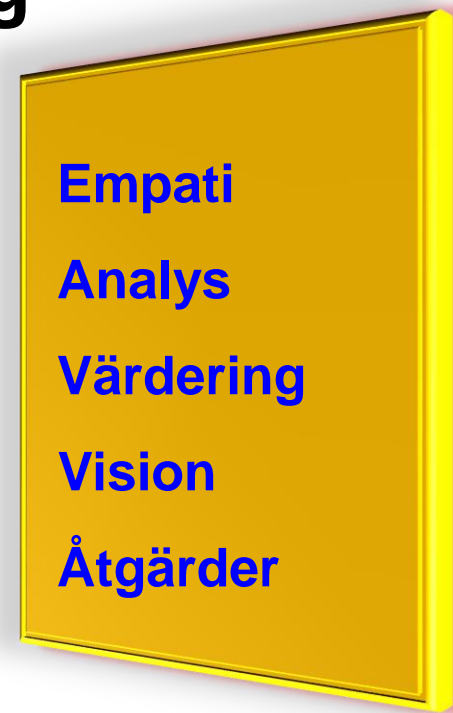 g
Empati
Analys
Värdering
Vision
Åtgärder